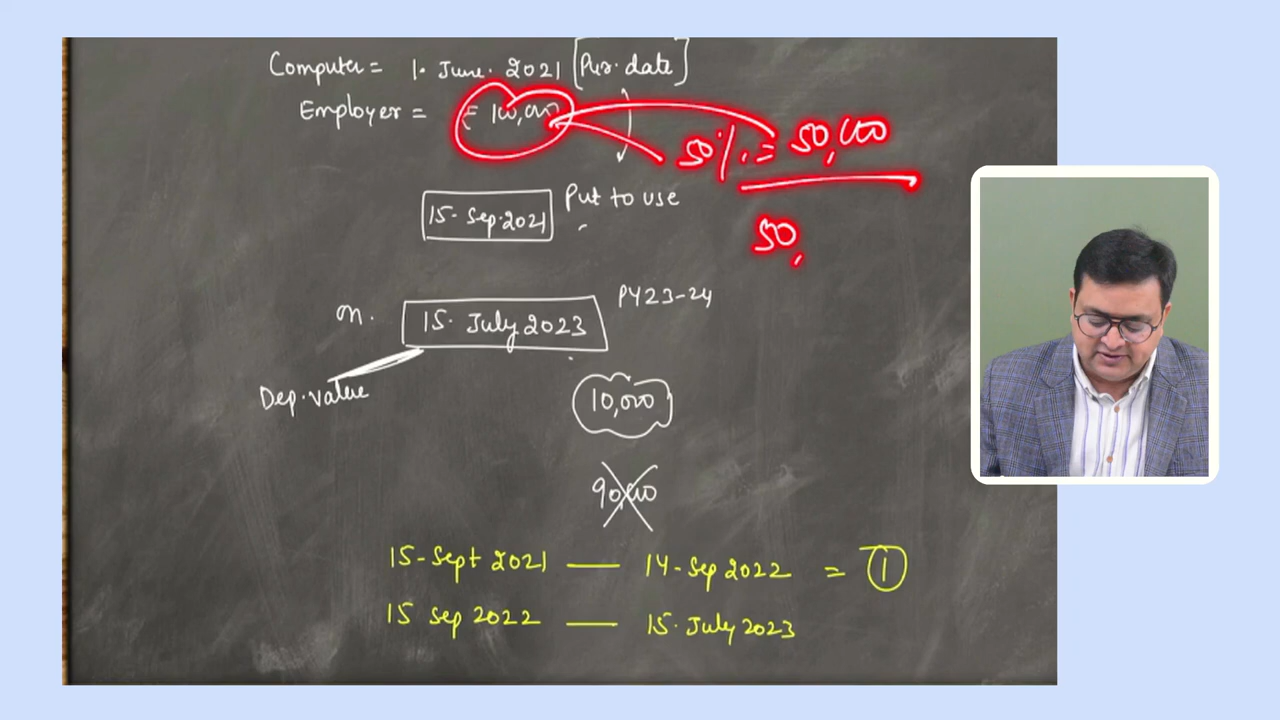 Computer = 1. June. 2021 [Pur. date]
Employer = = 100,000
50% = 50,000
15- Sep. 2021 Put to use
50,
on. 15. July 2023 PY23-24
Dep. value
10,000
90,000
15-Sept 2021 — 14-Sep 2022 = 1
15 Sep 2022 — 15. July 2023